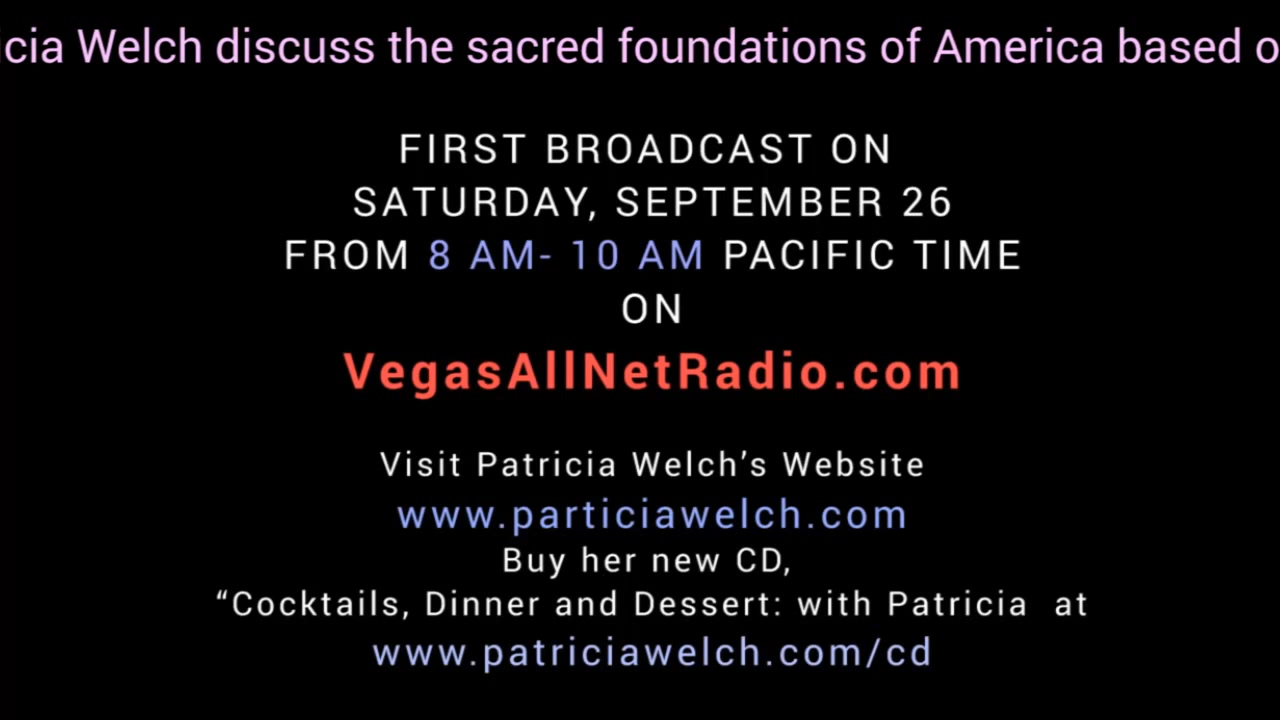 icia Welch discuss the sacred foundations of America based o
FIRST BROADCAST ON
SATURDAY, SEPTEMBER 26
FROM 8 AM- 10 AM PACIFIC TIME
ON
VegasAllNetRadio.com
Visit Patricia Welch’s Website
www.particiawelch.com
Buy her new CD,
“Cocktails, Dinner and Dessert: with Patricia at
www.patriciawelch.com/cd